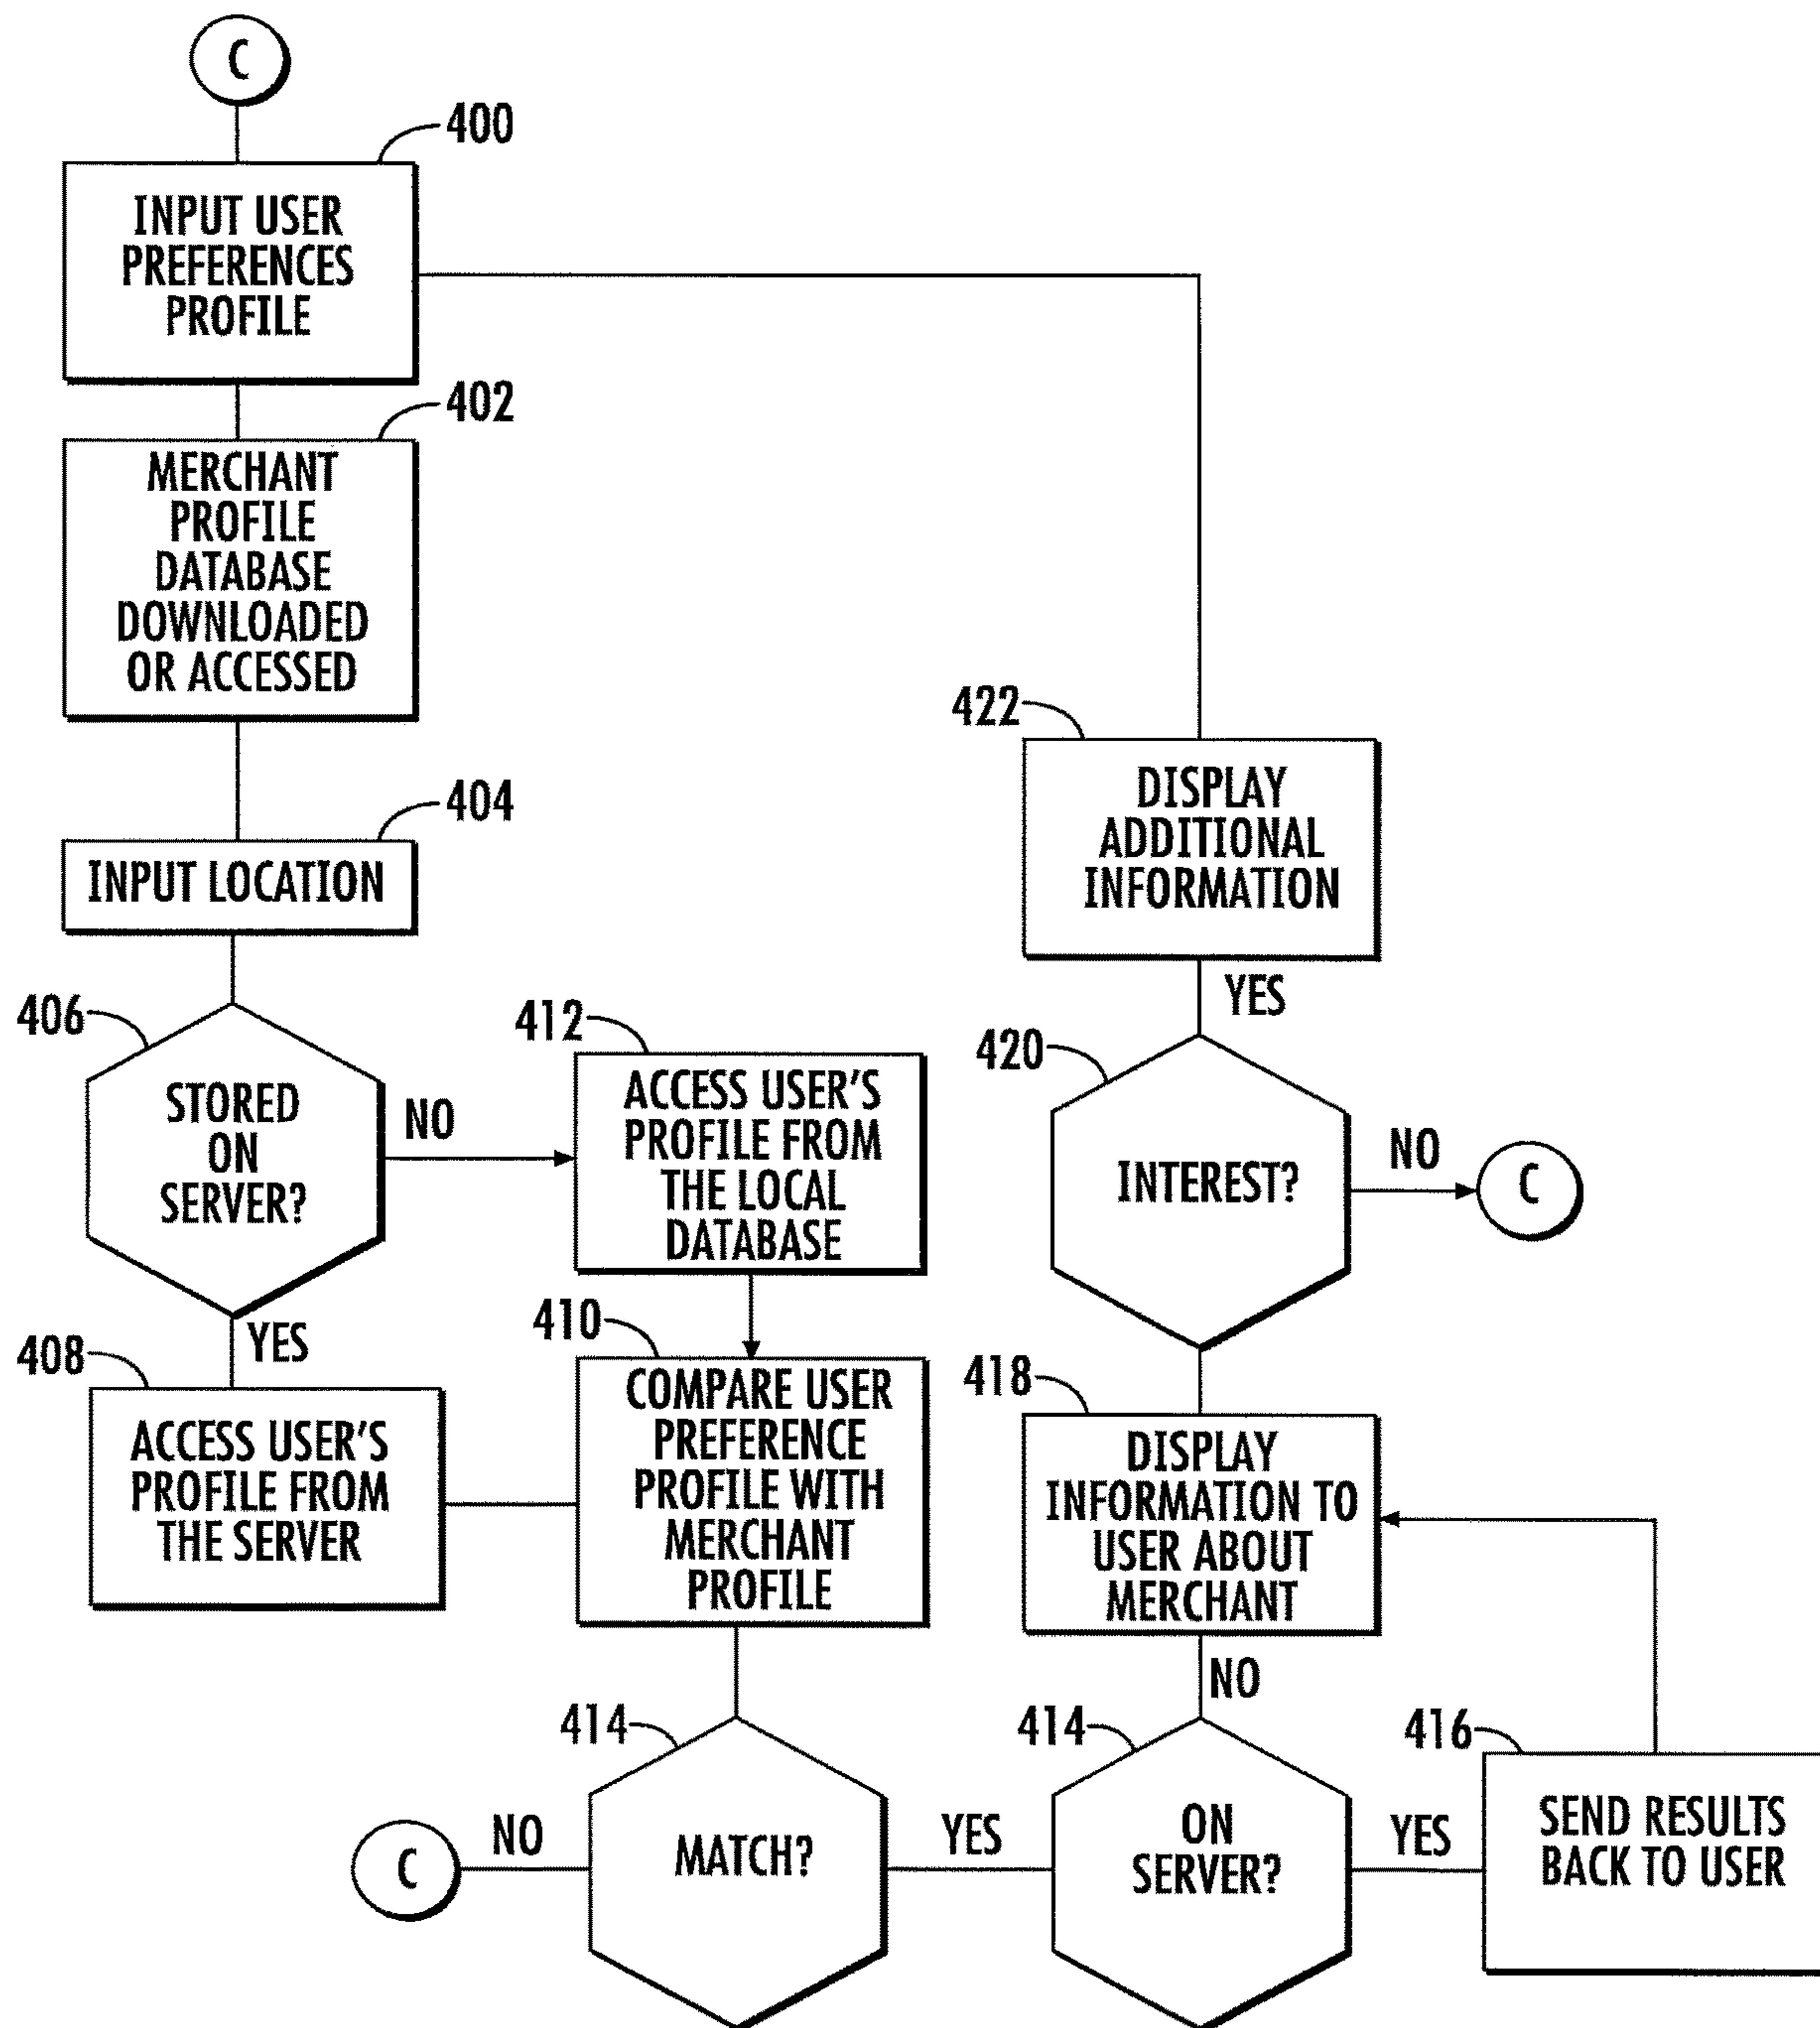 C
400
INPUT USER
PREFERENCES
PROFILE
402
MERCHANT
PROFILE
DATABASE
DOWNLOADED
OR ACCESSED
404
INPUT LOCATION
406
STORED
ON
SERVER?
NO
YES
408
ACCESS USER'S
PROFILE FROM
THE SERVER
412
ACCESS USER'S
PROFILE FROM
THE LOCAL
DATABASE
410
COMPARE USER
PREFERENCE
PROFILE WITH
MERCHANT
PROFILE
414
MATCH?
NO
C
YES
414
ON
SERVER?
YES
416
SEND RESULTS
BACK TO USER
NO
418
DISPLAY
INFORMATION TO
USER ABOUT
MERCHANT
420
INTEREST?
NO
C
YES
422
DISPLAY
ADDITIONAL
INFORMATION